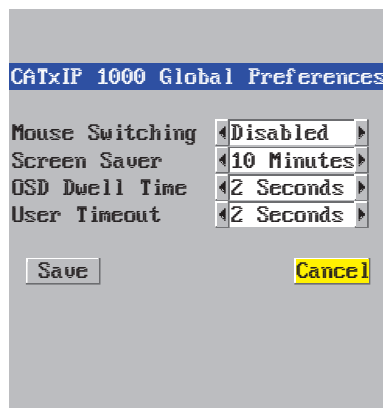 CATxIP 1000 Global Preferences
Mouse Switching Disabled
Screen Saver 10 Minutes
OSD Dwell Time 2 Seconds
User Timeout 2 Seconds
Save Cancel